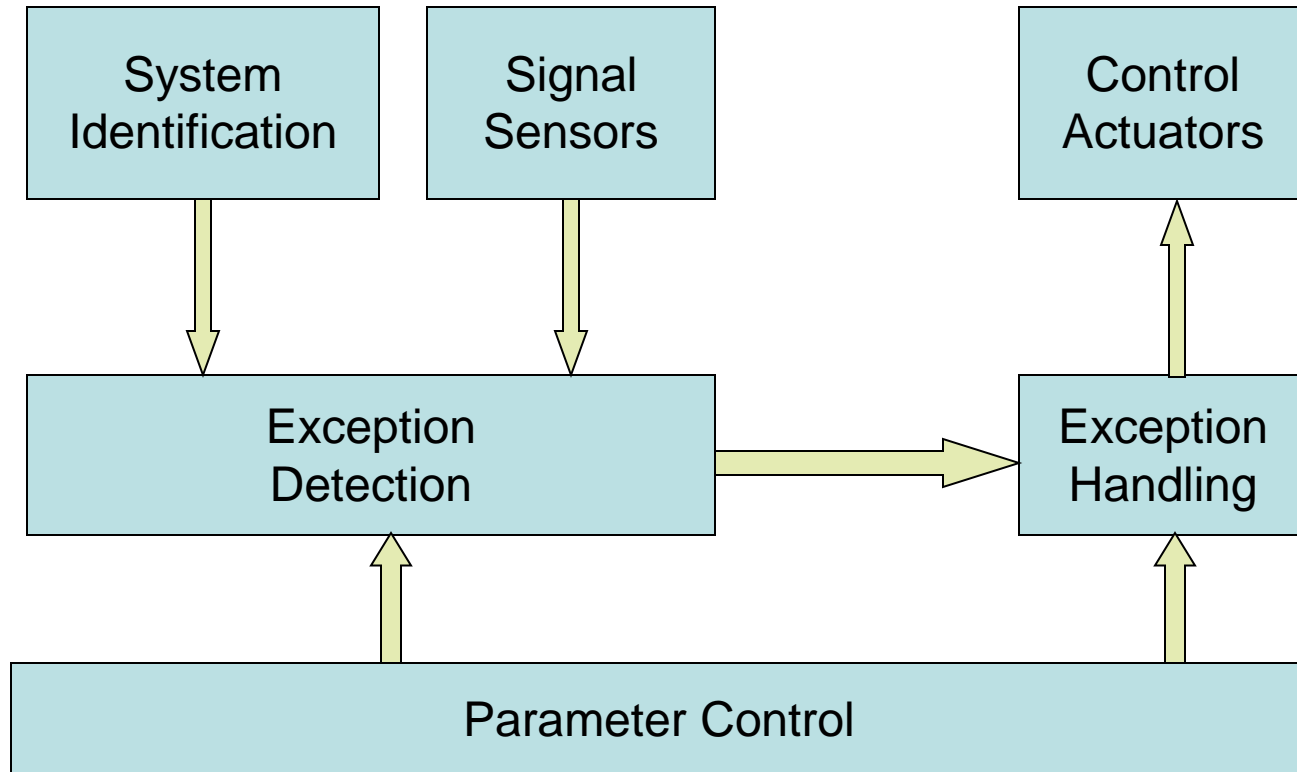 System
Identification
Signal
Sensors
Control
Actuators
Exception
Detection
Exception
Handling
Parameter Control